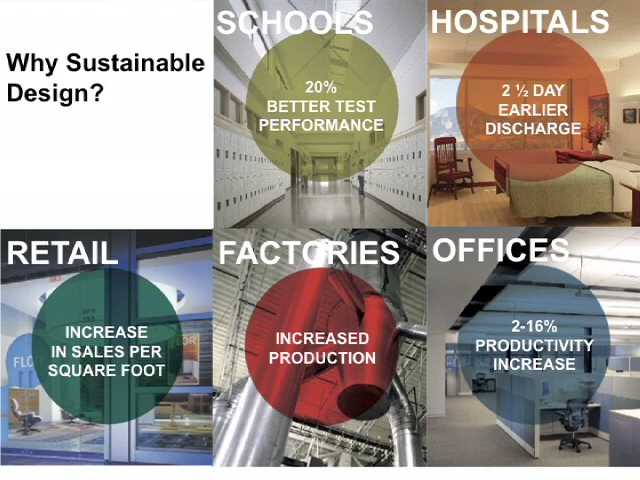 Why Sustainable
Design?
SCHOOLS
20%
BETTER TEST
PERFORMANCE
HOSPITALS
2 ½ DAY
EARLIER
DISCHARGE
RETAIL
INCREASE
IN SALES PER
SQUARE FOOT
FLO
FACTORIES
INCREASED
PRODUCTION
OFFICES
2-16%
PRODUCTIVITY
INCREASE